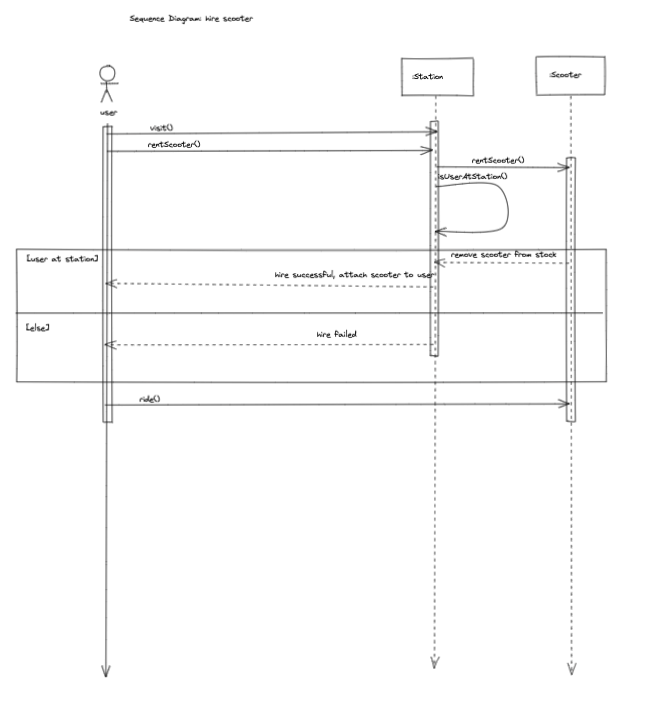 Sequence Diagram: hire scooter
:Station
:Scooter
user
visit()
rentScooter()
rentScooter()
isUserAtStation()
[user at station]
remove scooter from stock
hire successful, attach scooter to user
[else]
hire failed
ride()